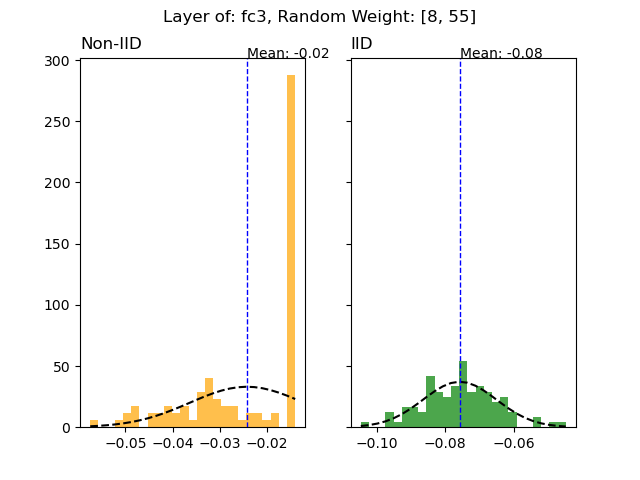 Layer of: fc3, Random Weight: [8, 55]
Non-IID
Mean: -0.02
IID
Mean: -0.08
300
250
200
150
100
50
0
−0.05 −0.04 −0.03 −0.02
−0.10 −0.08 −0.06